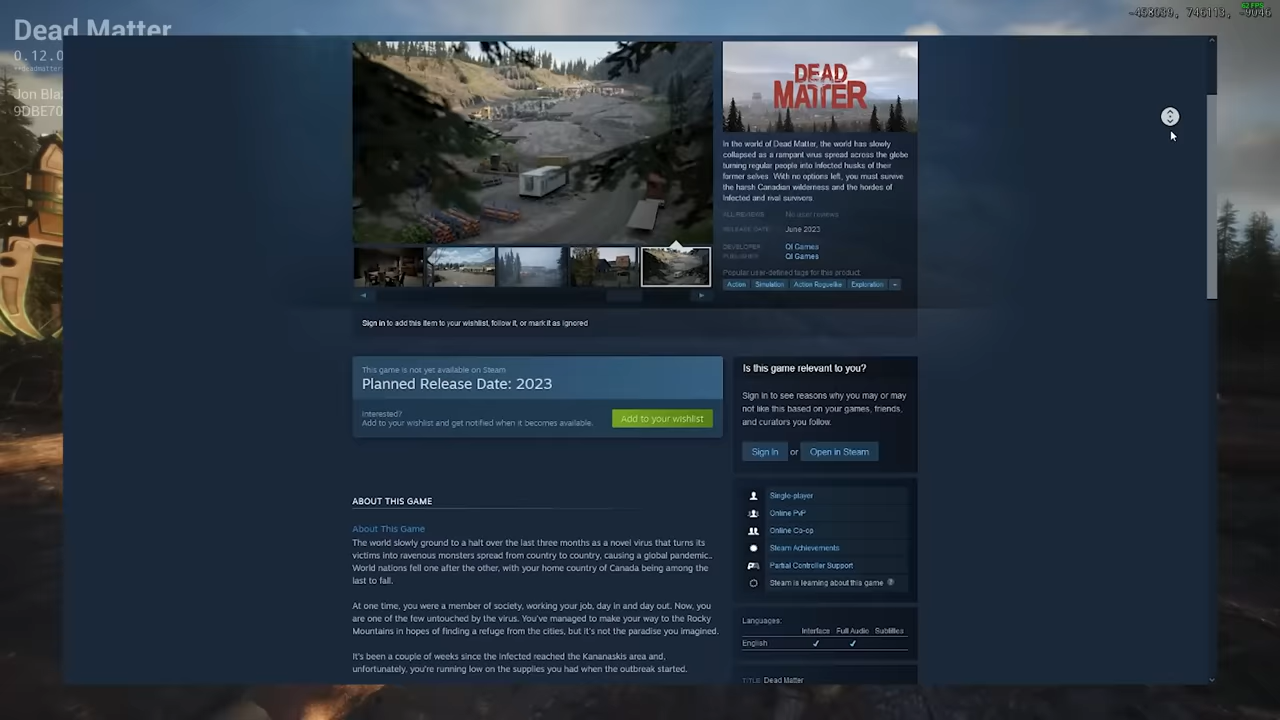 Dead Matter
62 FPS
0.12.0
Jon Bla
9DBE70
DEAD
MATTER
In the world of Dead Matter, the world has slowly
collapsed as a rampant virus spread across the globe
turning regular people into Infected husks of their
former selves. With no options left, you must survive
the harsh Canadian wilderness and the hordes of
Infected and rival survivors.
ALL REVIEWS: No user reviews
RELEASE DATE: June 2023
DEVELOPER: QI Games
PUBLISHER: QI Games
Popular user-defined tags for this product:
Action Simulation Action Roguelike Exploration +
Sign in to add this item to your wishlist, follow it, or mark it as ignored
This game is not yet available on Steam
Planned Release Date: 2023
Interested?
Add to your wishlist and get notified when it becomes available.
Add to your wishlist
Is this game relevant to you?
Sign in to see reasons why you may or may
not like this based on your games, friends,
and curators you follow.
Sign In or Open in Steam
ABOUT THIS GAME
About This Game
The world slowly ground to a halt over the last three months as a novel virus that turns its
victims into ravenous monsters spread from country to country, causing a global pandemic..
World nations fell one after the other, with your home country of Canada being among the
last to fall.
At one time, you were a member of society, working your job, day in and day out. Now, you
are one of the few untouched by the virus. You've managed to make your way to the Rocky
Mountains in hopes of finding a refuge from the cities, but it's not the paradise you imagined.
It's been a couple of weeks since the Infected reached the Kananaskis area and,
unfortunately, you're running low on the supplies you had when the outbreak started.
Single-player
Online PvP
Online Co-op
Steam Achievements
Partial Controller Support
Steam is learning about this game ?
Languages:
Interface Full Audio Subtitles
English ✔ ✔
TITLE: Dead Matter